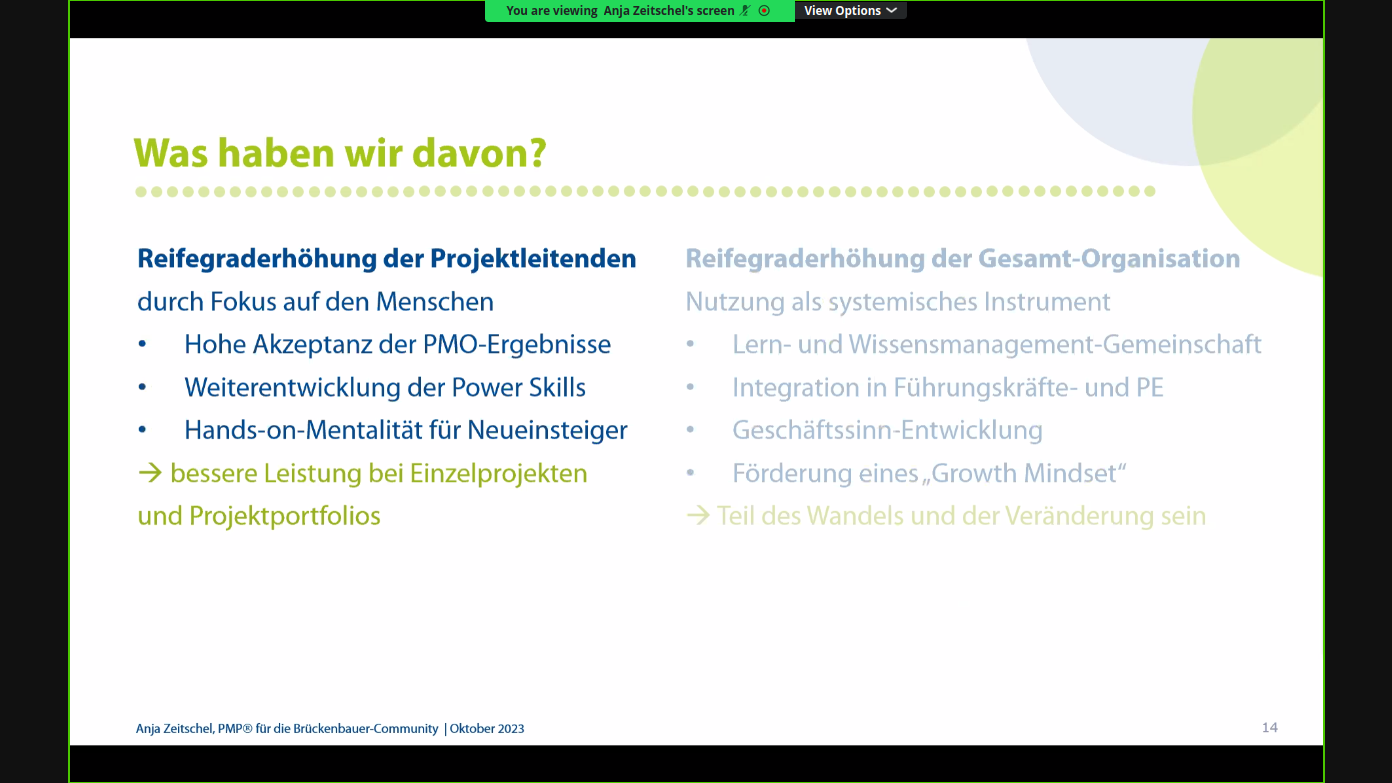 You are viewing Anja Zeitschel's screen
View Options
Was haben wir davon?
Reifegraderhöhung der Projektleitenden
durch Fokus auf den Menschen
• Hohe Akzeptanz der PMO-Ergebnisse
• Weiterentwicklung der Power Skills
• Hands-on-Mentalität für Neueinsteiger
→ bessere Leistung bei Einzelprojekten
und Projektportfolios
Reifegraderhöhung der Gesamt-Organisation
Nutzung als systemisches Instrument
• Lern- und Wissensmanagement-Gemeinschaft
• Integration in Führungskräfte- und PE
• Geschäftssinn-Entwicklung
• Förderung eines „Growth Mindset“
→ Teil des Wandels und der Veränderung sein
Anja Zeitschel, PMP® für die Brückenbauer-Community | Oktober 2023
14